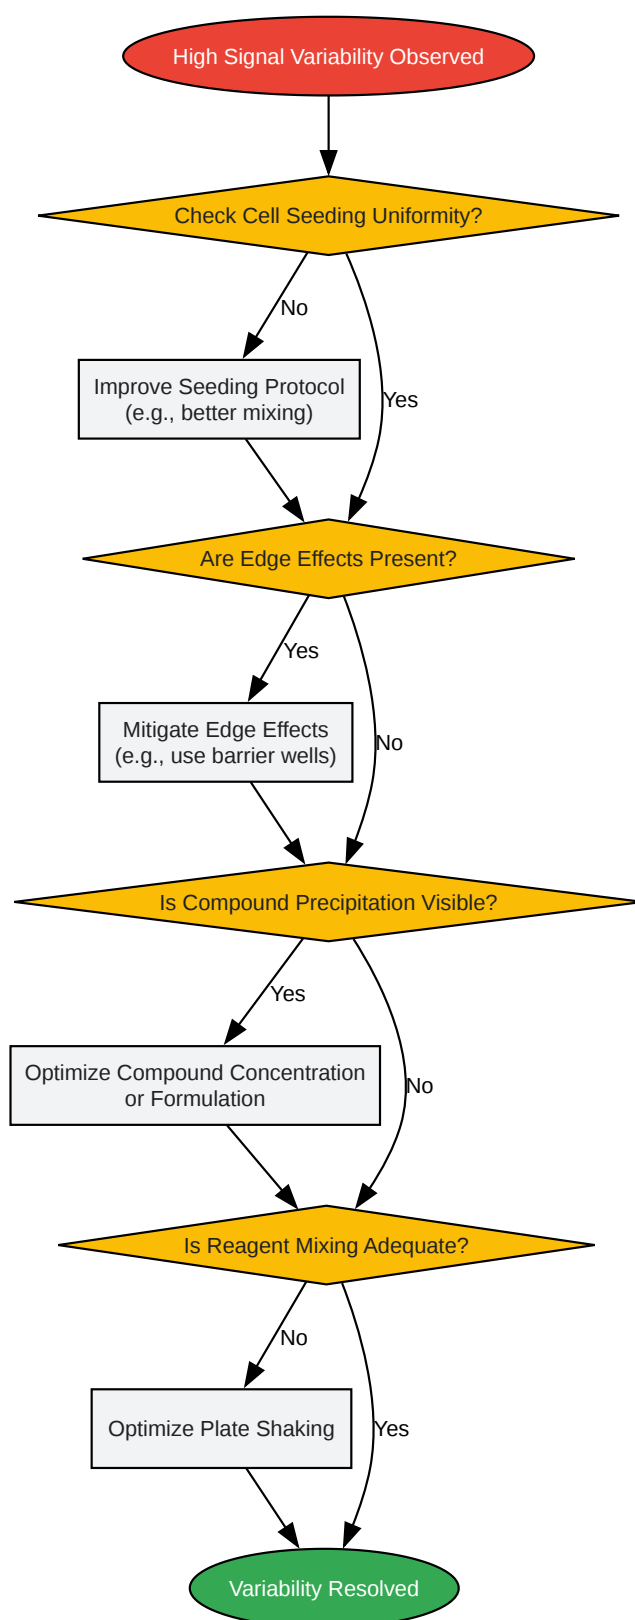 High Signal Variability Observed
Check Cell Seeding Uniformity?
No
Improve Seeding Protocol
(e.g., better mixing)
Yes
Are Edge Effects Present?
Yes
Mitigate Edge Effects
(e.g., use barrier wells)
No
Is Compound Precipitation Visible?
Yes
Optimize Compound Concentration
or Formulation
No
Is Reagent Mixing Adequate?
No
Optimize Plate Shaking
Yes
Variability Resolved